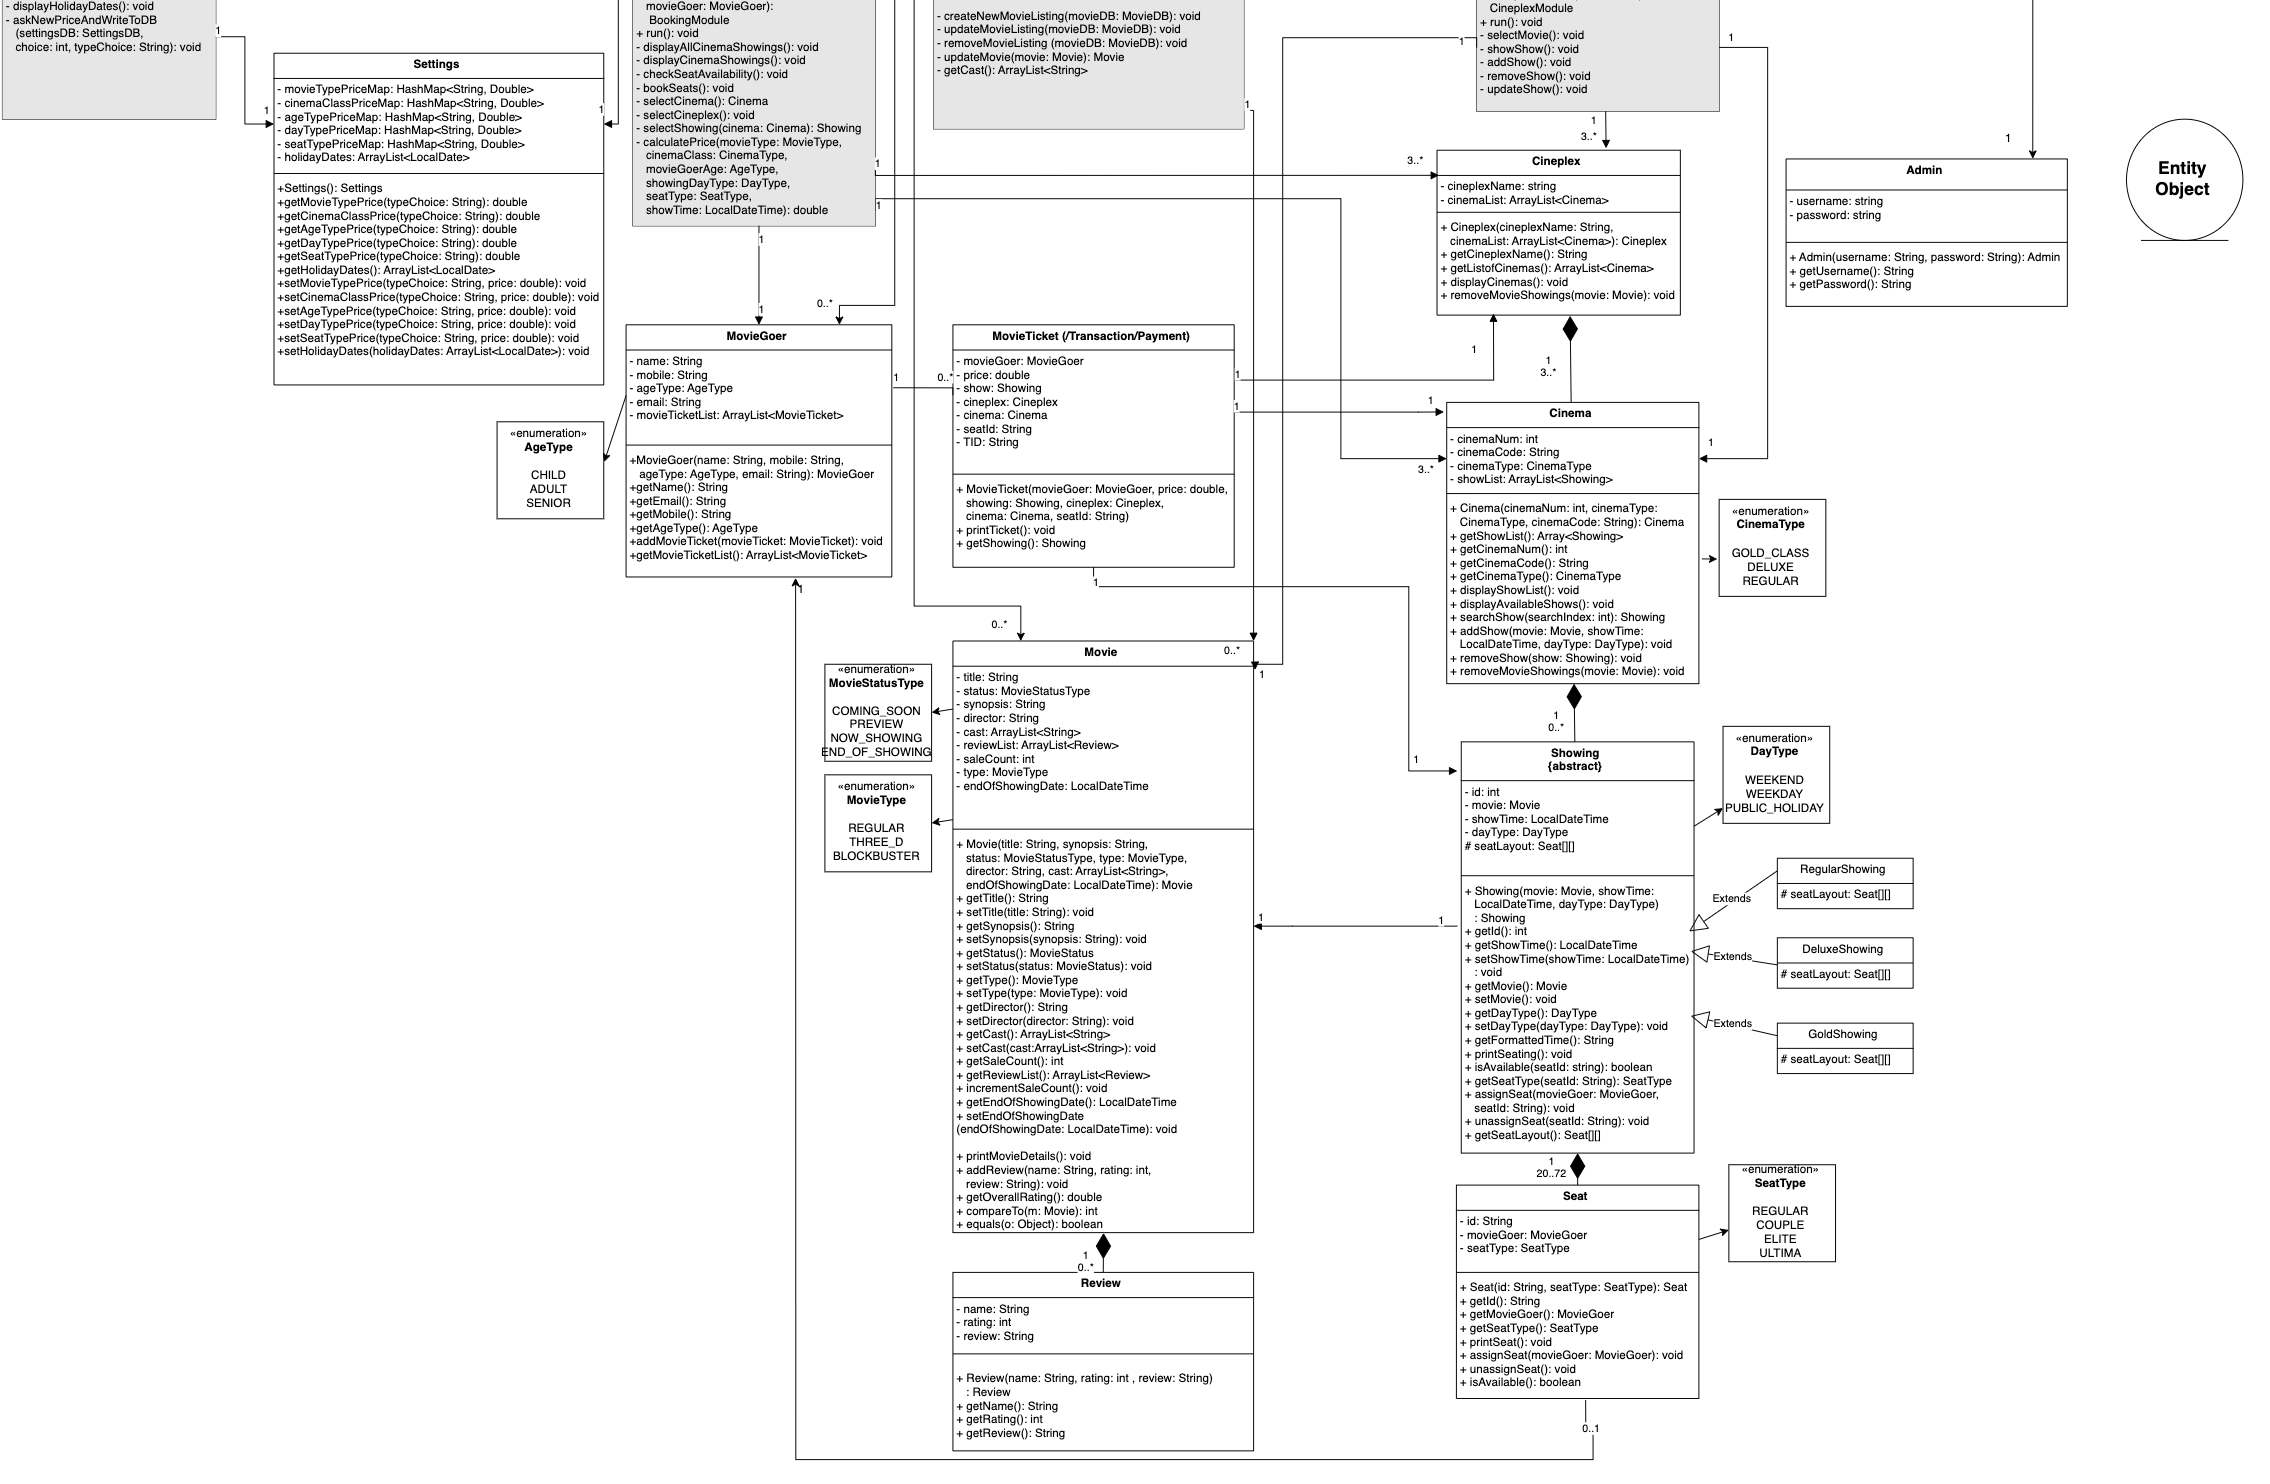 - displayHolidayDates(): void
- askNewPriceAndWriteToDB
(settingsDB: SettingsDB,
choice: int, typeChoice: String): void
1
1
Settings
- movieTypePriceMap: HashMap<String, Double>
- cinemaClassPriceMap: HashMap<String, Double>
- ageTypePriceMap: HashMap<String, Double>
- dayTypePriceMap: HashMap<String, Double>
- seatTypePriceMap: HashMap<String, Double>
- holidayDates: ArrayList<LocalDate>
+Settings(): Settings
+getMovieTypePrice(typeChoice: String): double
+getCinemaClassPrice(typeChoice: String): double
+getAgeTypePrice(typeChoice: String): double
+getDayTypePrice(typeChoice: String): double
+getSeatTypePrice(typeChoice: String): double
+getHolidayDates(): ArrayList<LocalDate>
+setMovieTypePrice(typeChoice: String, price: double): void
+setCinemaClassPrice(typeChoice: String, price: double): void
+setAgeTypePrice(typeChoice: String, price: double): void
+setDayTypePrice(typeChoice: String, price: double): void
+setSeatTypePrice(typeChoice: String, price: double): void
+setHolidayDates(holidayDates: ArrayList<LocalDate>): void
1
movieGoer: MovieGoer):
BookingModule
+ run(): void
- displayAllCinemaShowings(): void
- displayCinemaShowings(): void
- checkSeatAvailability(): void
- bookSeats(): void
- selectCinema(): Cinema
- selectCineplex(): void
- selectShowing(cinema: Cinema): Showing
- calculatePrice(movieType: MovieType,
cinemaClass: CinemaType,
movieGoerAge: AgeType,
showingDayType: DayType,
seatType: SeatType,
showTime: LocalDateTime): double
1
1
1
1
0..*
- createNewMovieListing(movieDB: MovieDB): void
- updateMovieListing(movieDB: MovieDB): void
- removeMovieListing (movieDB: MovieDB): void
- updateMovie(movie: Movie): Movie
- getCast(): ArrayList<String>
1
CineplexModule
+ run(): void
- selectMovie(): void
- showShow(): void
- addShow(): void
- removeShow(): void
- updateShow(): void
1
1
1
3..*
3..*
Cineplex
- cineplexName: string
- cinemaList: ArrayList<Cinema>
+ Cineplex(cineplexName: String,
cinemaList: ArrayList<Cinema>): Cineplex
+ getCineplexName(): String
+ getListofCinemas(): ArrayList<Cinema>
+ displayCinemas(): void
+ removeMovieShowings(movie: Movie): void
1
Admin
- username: string
- password: string
+ Admin(username: String, password: String): Admin
+ getUsername(): String
+ getPassword(): String
Entity
Object
MovieGoer
- name: String
- mobile: String
- ageType: AgeType
- email: String
- movieTicketList: ArrayList<MovieTicket>
+MovieGoer(name: String, mobile: String,
ageType: AgeType, email: String): MovieGoer
+getName(): String
+getEmail(): String
+getMobile(): String
+getAgeType(): AgeType
+addMovieTicket(movieTicket: MovieTicket): void
+getMovieTicketList(): ArrayList<MovieTicket>
1
0..*
1
«enumeration»
AgeType
CHILD
ADULT
SENIOR
MovieTicket (/Transaction/Payment)
- movieGoer: MovieGoer
- price: double
- show: Showing
- cineplex: Cineplex
- cinema: Cinema
- seatId: String
- TID: String
+ MovieTicket(movieGoer: MovieGoer, price: double,
showing: Showing, cineplex: Cineplex,
cinema: Cinema, seatId: String)
+ printTicket(): void
+ getShowing(): Showing
1
1
1
1
1
3..*
1
3..*
1
Cinema
- cinemaNum: int
- cinemaCode: String
- cinemaType: CinemaType
- showList: ArrayList<Showing>
+ Cinema(cinemaNum: int, cinemaType:
CinemaType, cinemaCode: String): Cinema
+ getShowList(): Array<Showing>
+ getCinemaNum(): int
+ getCinemaCode(): String
+ getCinemaType(): CinemaType
+ displayShowList(): void
+ displayAvailableShows(): void
+ searchShow(searchIndex: int): Showing
+ addShow(movie: Movie, showTime:
LocalDateTime, dayType: DayType): void
+ removeShow(show: Showing): void
+ removeMovieShowings(movie: Movie): void
«enumeration»
CinemaType
GOLD_CLASS
DELUXE
REGULAR
0..*
0..*
1
Movie
- title: String
- status: MovieStatusType
- synopsis: String
- director: String
- cast: ArrayList<String>
- reviewList: ArrayList<Review>
- saleCount: int
- type: MovieType
- endOfShowingDate: LocalDateTime
+ Movie(title: String, synopsis: String,
status: MovieStatusType, type: MovieType,
director: String, cast: ArrayList<String>,
endOfShowingDate: LocalDateTime): Movie
+ getTitle(): String
+ setTitle(title: String): void
+ getSynopsis(): String
+ setSynopsis(synopsis: String): void
+ getStatus(): MovieStatus
+ setStatus(status: MovieStatus): void
+ getType(): MovieType
+ setType(type: MovieType): void
+ getDirector(): String
+ setDirector(director: String): void
+ getCast(): ArrayList<String>
+ setCast(cast:ArrayList<String>): void
+ getSaleCount(): int
+ getReviewList(): ArrayList<Review>
+ incrementSaleCount(): void
+ getEndOfShowingDate(): LocalDateTime
+ setEndOfShowingDate
(endOfShowingDate: LocalDateTime): void
+ printMovieDetails(): void
+ addReview(name: String, rating: int,
review: String): void
+ getOverallRating(): double
+ compareTo(m: Movie): int
+ equals(o: Object): boolean
«enumeration»
MovieStatusType
COMING_SOON
PREVIEW
NOW_SHOWING
END_OF_SHOWING
«enumeration»
MovieType
REGULAR
THREE_D
BLOCKBUSTER
1
0..*
1
1
1
Showing
{abstract}
- id: int
- movie: Movie
- showTime: LocalDateTime
- dayType: DayType
# seatLayout: Seat[][]
+ Showing(movie: Movie, showTime:
LocalDateTime, dayType: DayType)
: Showing
+ getId(): int
+ getShowTime(): LocalDateTime
+ setShowTime(showTime: LocalDateTime)
: void
+ getMovie(): Movie
+ setMovie(): void
+ getDayType(): DayType
+ setDayType(dayType: DayType): void
+ getFormattedTime(): String
+ printSeating(): void
+ isAvailable(seatId: string): boolean
+ getSeatType(seatId: String): SeatType
+ assignSeat(movieGoer: MovieGoer,
seatId: String): void
+ unassignSeat(seatId: String): void
+ getSeatLayout(): Seat[][]
«enumeration»
DayType
WEEKEND
WEEKDAY
PUBLIC_HOLIDAY
RegularShowing
# seatLayout: Seat[][]
Extends
DeluxeShowing
# seatLayout: Seat[][]
Extends
GoldShowing
# seatLayout: Seat[][]
Extends
1
20..72
Seat
- id: String
- movieGoer: MovieGoer
- seatType: SeatType
+ Seat(id: String, seatType: SeatType): Seat
+ getId(): String
+ getMovieGoer(): MovieGoer
+ getSeatType(): SeatType
+ printSeat(): void
+ assignSeat(movieGoer: MovieGoer): void
+ unassignSeat(): void
+ isAvailable(): boolean
0..1
«enumeration»
SeatType
REGULAR
COUPLE
ELITE
ULTIMA
1
0..*
Review
- name: String
- rating: int
- review: String
+ Review(name: String, rating: int , review: String)
: Review
+ getName(): String
+ getRating(): int
+ getReview(): String